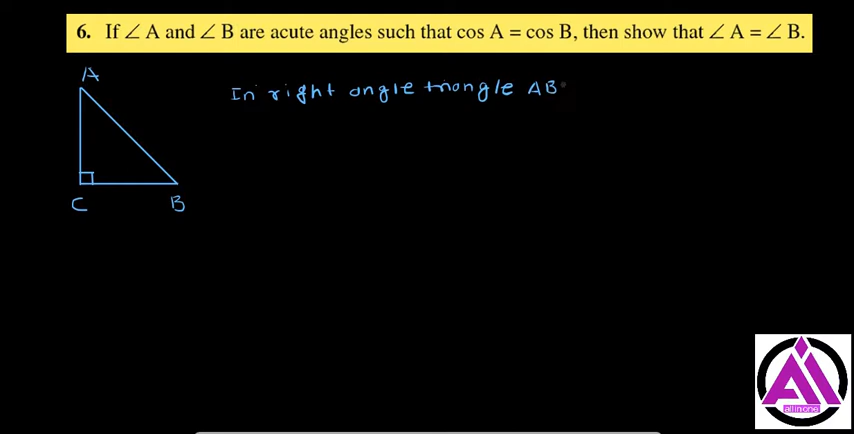 6. If ∠ A and ∠ B are acute angles such that cos A = cos B, then show that ∠ A = ∠ B.
A
In right angle triangle AB
C B
allinone